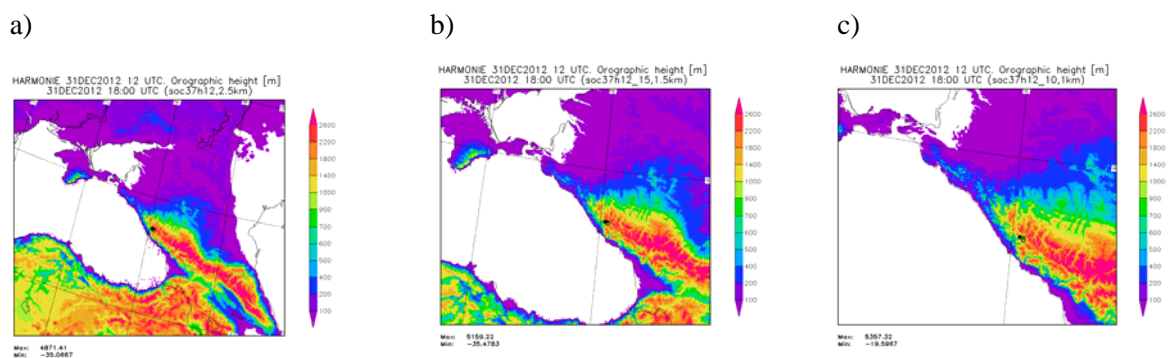 a)
b)
c)
HARMONIE 31DEC2012 12 UTC. Orographic height [m]
31DEC2012 18:00 UTC (soc37h12,2.5km)
2600
2200
1800
1400
1000
900
700
600
400
200
100
Max: 4871.41
Min: -35.0667
HARMONIE 31DEC2012 12 UTC. Orographic height [m]
31DEC2012 18:00 UTC (soc37h12_15,1.5km)
2600
2200
1800
1400
1000
900
700
600
400
200
100
Max: 5159.22
Min: -35.4783
HARMONIE 31DEC2012 12 UTC. Orographic height [m]
31DEC2012 18:00 UTC (soc37h12_10,1km)
2600
2200
1800
1400
1000
900
700
600
400
200
100
Max: 5357.32
Min: -19.5967